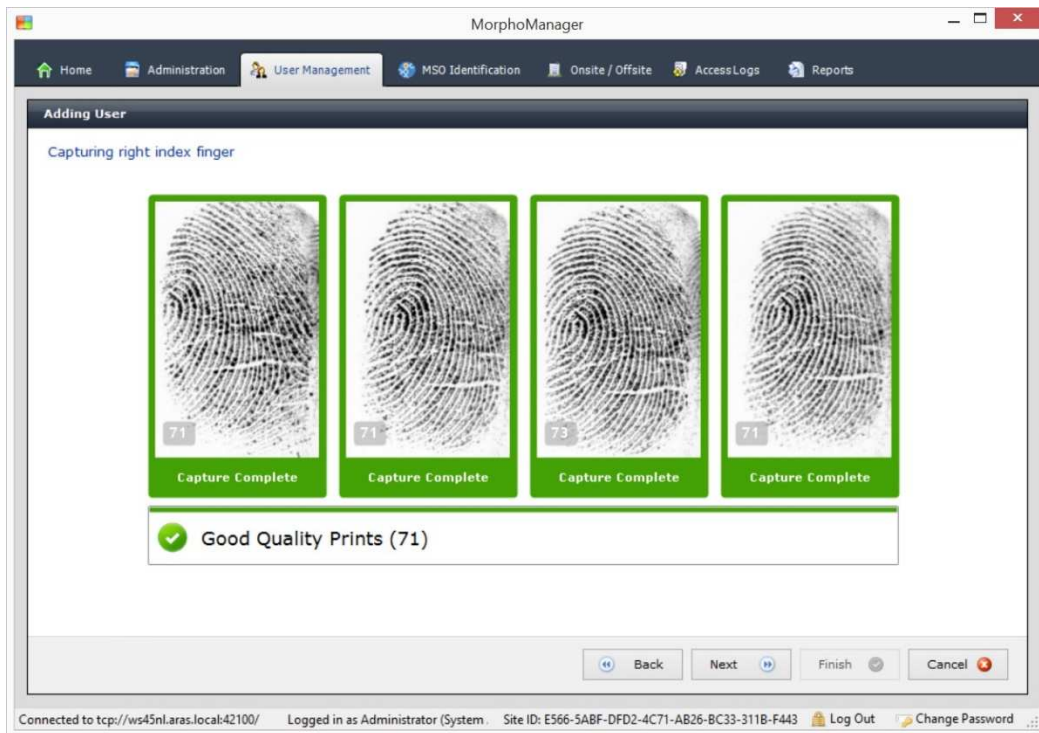 MorphoManager
Home Administration User Management MSO Identification Onsite / Offsite Access Logs Reports
Adding User
Capturing right index finger
71 71 73 71
Capture Complete Capture Complete Capture Complete Capture Complete
Good Quality Prints (71)
Back Next Finish Cancel
Connected to tcp://ws45nl.aras.local:42100/ Logged in as Administrator (System . Site ID: E566-5ABF-DFD2-4C71-AB26-BC33-311B-F443 Log Out Change Password